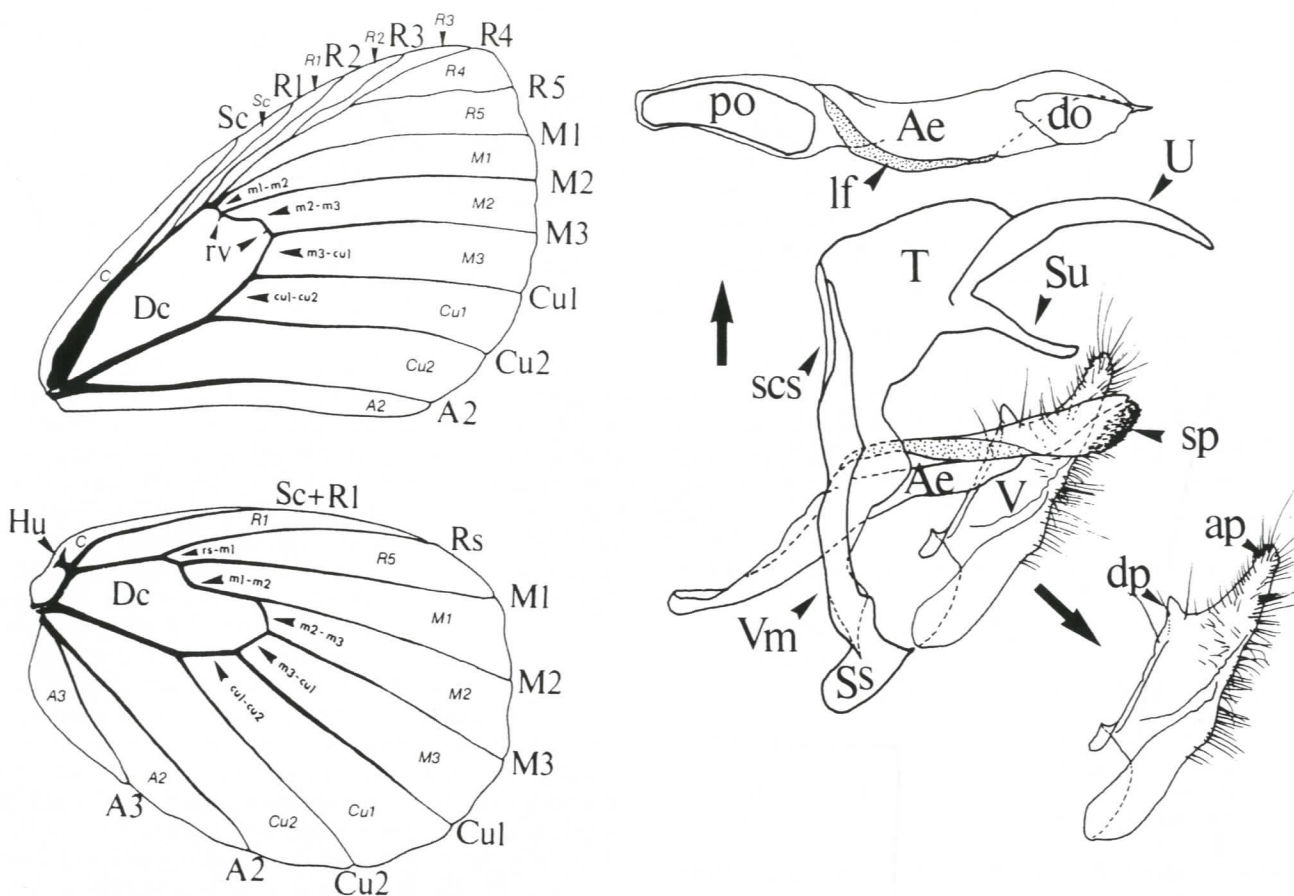 R3
R2
R3
R4
R1
R2
Sc
R1
R4
Sc
R5
R5
M1
M1
m1-m2
M2
m2-m3
M2
rv
M3
C
m3-cu1
M3
Dc
cu1-cu2
Cu1
Cu1
Cu2
Cu2
A2
A2
Sc+R1
Hu
C
R1
Rs
rs-m1
R5
Dc
m1-m2
M1
M1
m2-m3
m3-cu1
cu1-cu2
M2
M2
A3
M3
M3
A2
Cu1
Cu2
Cu1
A3
A2
Cu2
po
Ae
do
lf
U
T
Su
scs
sp
Ae
V
ap
dp
Vm
Ss